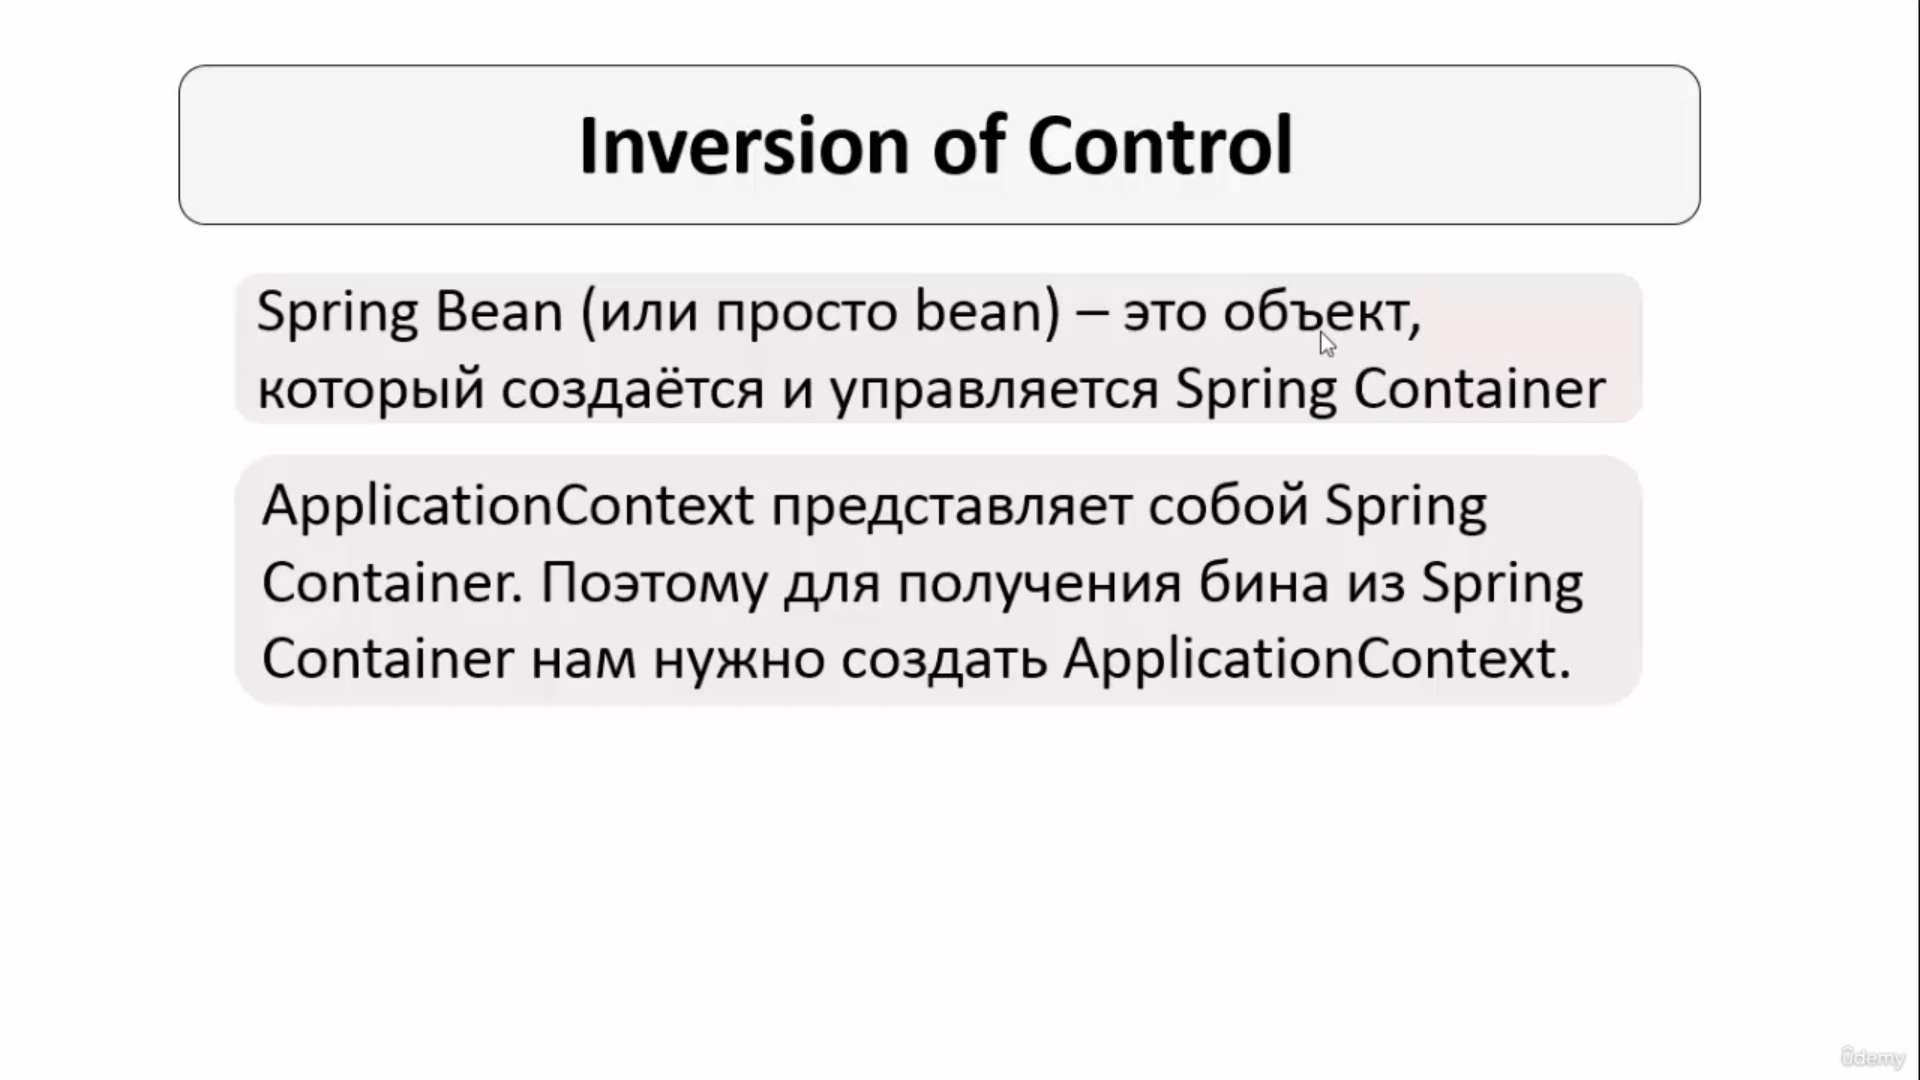 Inversion of Control
Spring Bean (или просто bean) – это объект,
который создаётся и управляется Spring Container
ApplicationContext представляет собой Spring
Container. Поэтому для получения бина из Spring
Container нам нужно создать ApplicationContext.
ûdemy